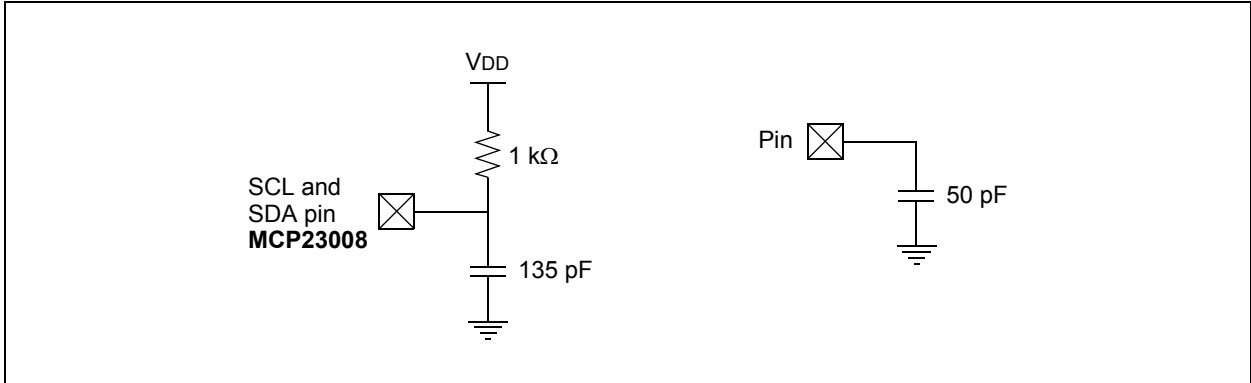 VDD
1 kΩ
SCL and
SDA pin
MCP23008
135 pF
Pin
50 pF